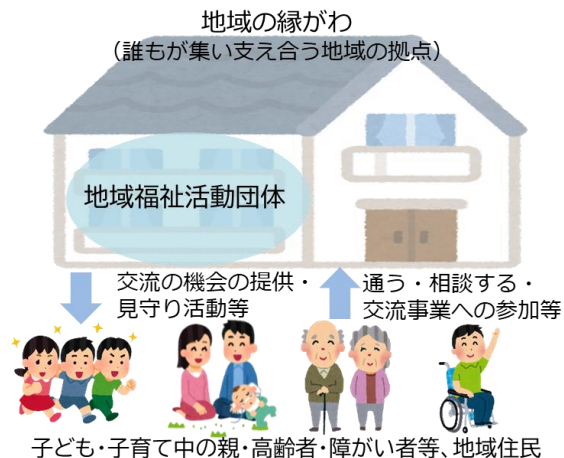 地域の縁がわ
（誰もが集い支え合う地域の拠点）
地域福祉活動団体
交流の機会の提供・
見守り活動等
通う・相談する・
交流事業への参加等
子ども・子育て中の親・高齢者・障がい者等、地域住民